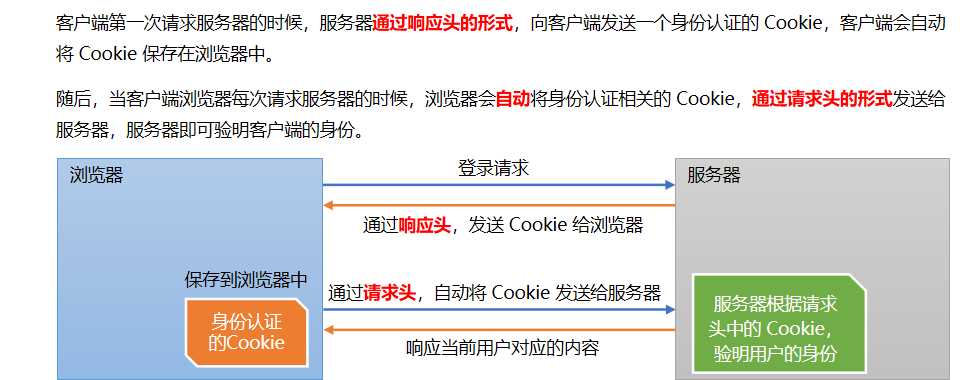 客户端第一次请求服务器的时候，服务器通过响应头的形式，向客户端发送一个身份认证的 Cookie，客户端会自动
将 Cookie 保存在浏览器中。
随后，当客户端浏览器每次请求服务器的时候，浏览器会自动将身份认证相关的 Cookie，通过请求头的形式发送给
服务器，服务器即可验明客户端的身份。
浏览器
登录请求
服务器
通过响应头，发送 Cookie 给浏览器
保存到浏览器中
通过请求头，自动将 Cookie 发送给服务器
身份认证
的Cookie
响应当前用户对应的内容
服务器根据请求
头中的 Cookie，
验明用户的身份